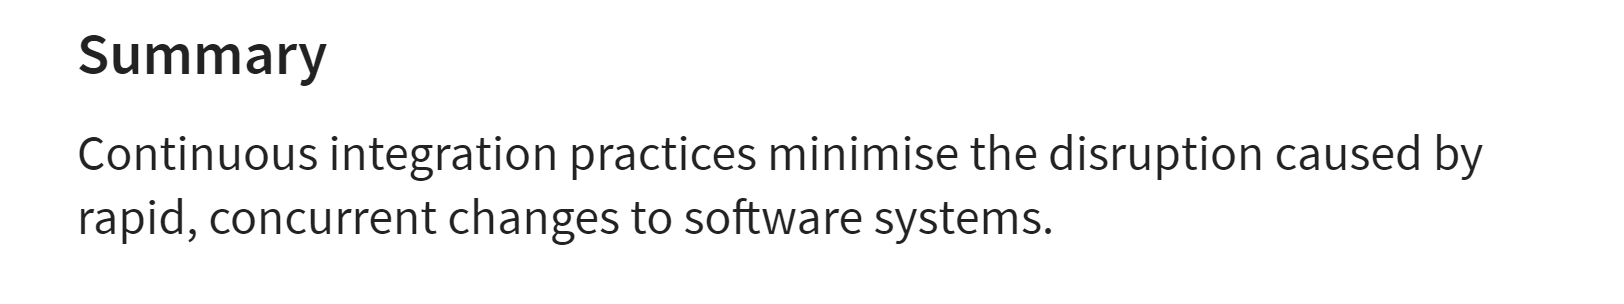 Summary
Continuous integration practices minimise the disruption caused by
rapid, concurrent changes to software systems.